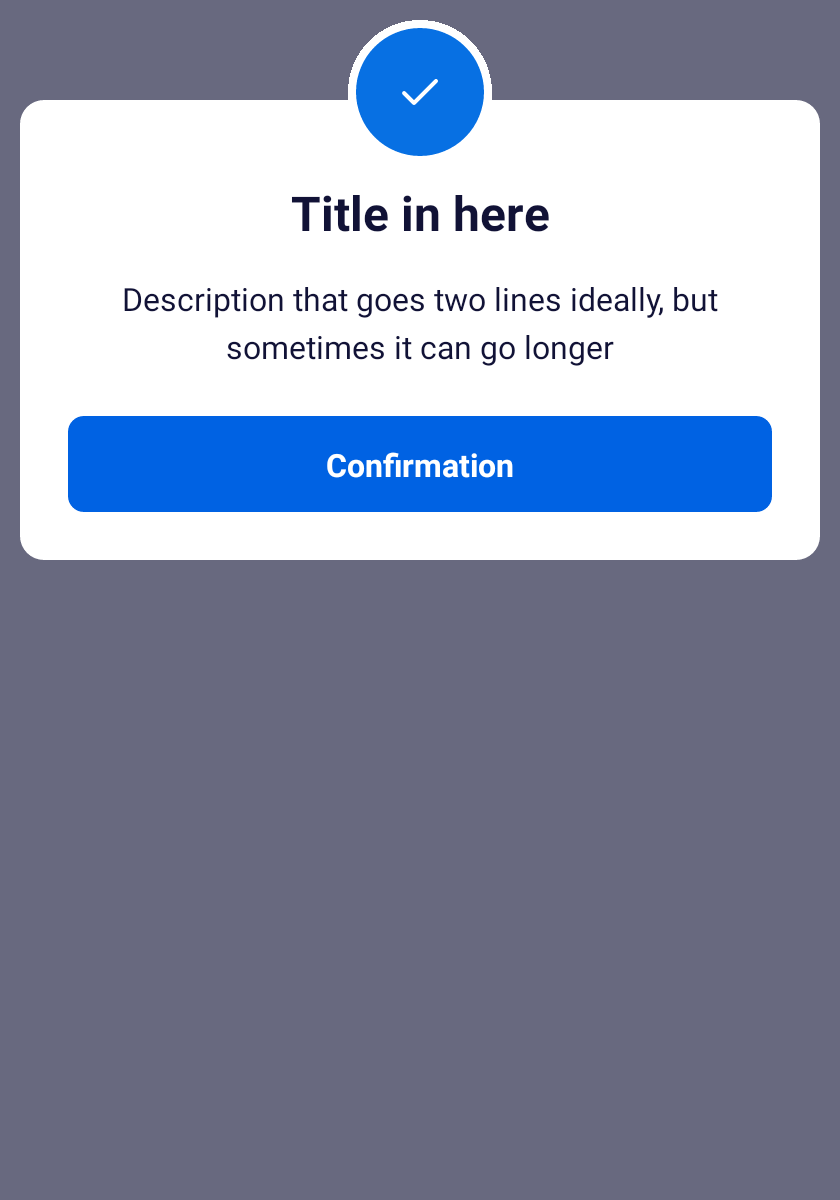 Title in here
Description that goes two lines ideally, but
sometimes it can go longer
Confirmation